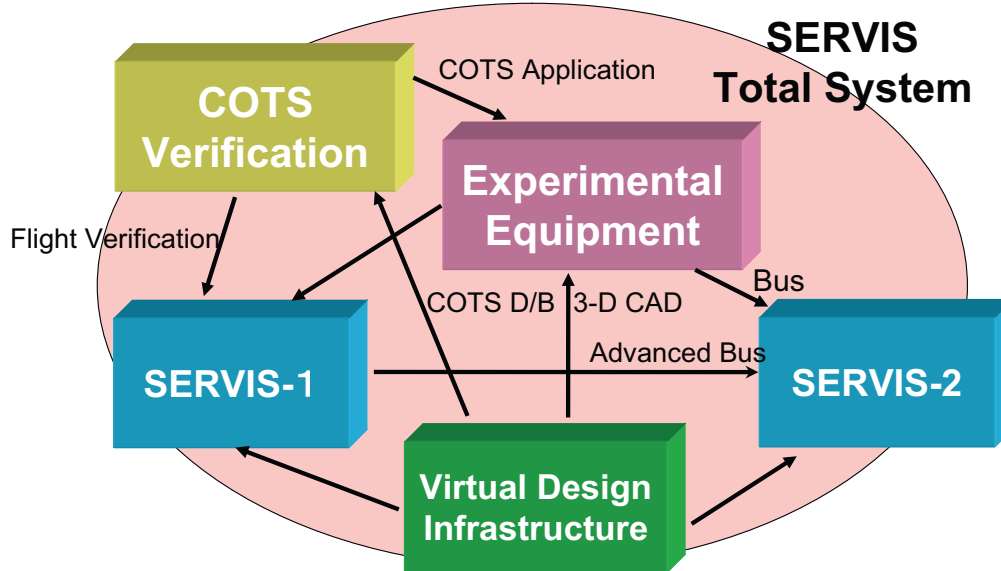 SERVIS
Total System
COTS
Verification
COTS Application
Experimental
Equipment
Flight Verification
Bus
COTS D/B
3-D CAD
Advanced Bus
SERVIS-1
SERVIS-2
Virtual Design
Infrastructure